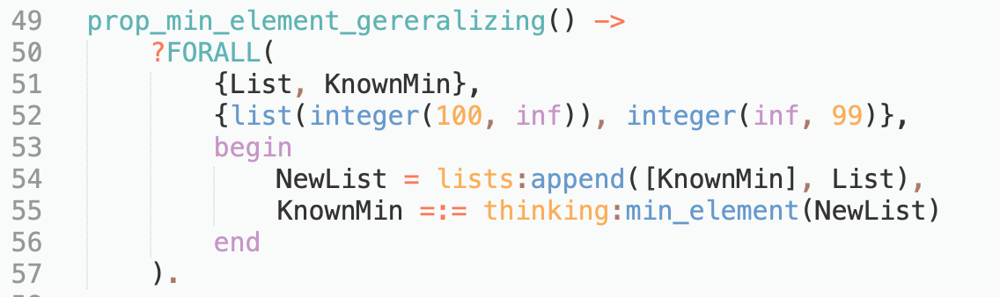 49 prop_min_element_gereralizing() ->
50 ?FORALL(
51 {List, KnownMin},
52 {list(integer(100, inf)), integer(inf, 99)},
53 begin
54 NewList = lists:append([KnownMin], List),
55 KnownMin =:= thinking:min_element(NewList)
56 end
57 ).